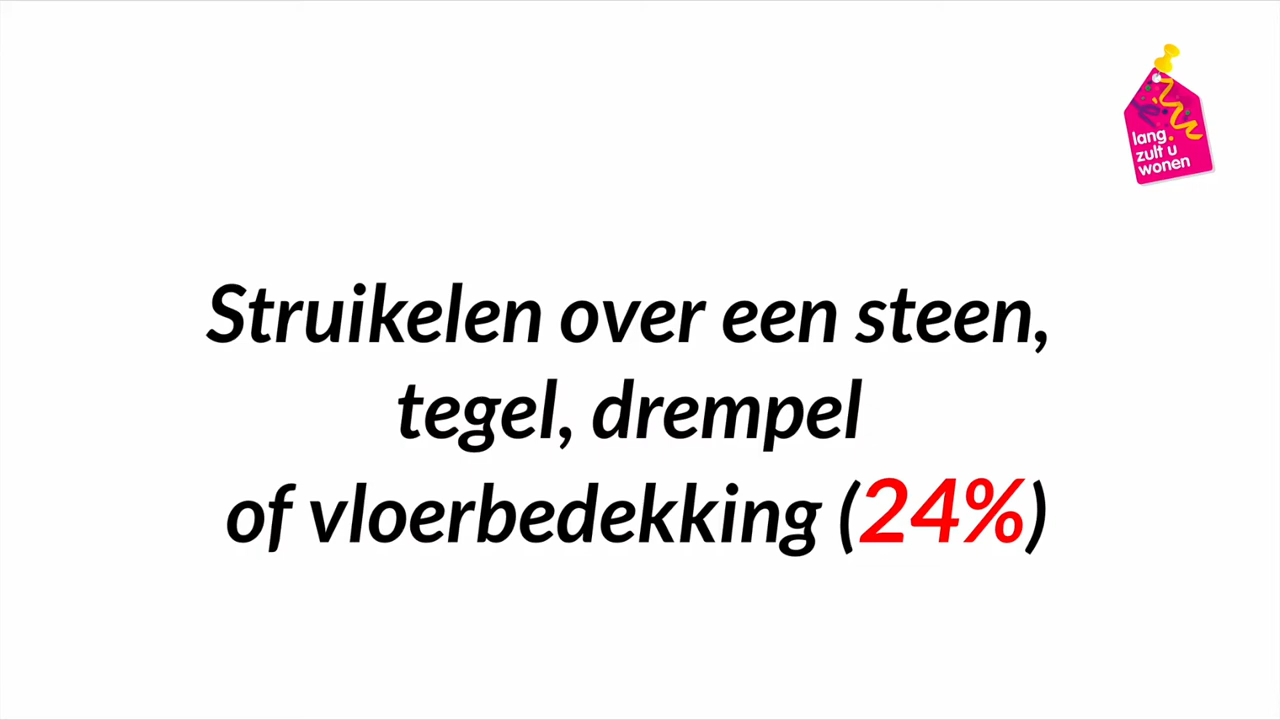 lang.
zult u
wonen
Struikelen over een steen,
tegel, drempel
of vloerbedekking (24%)